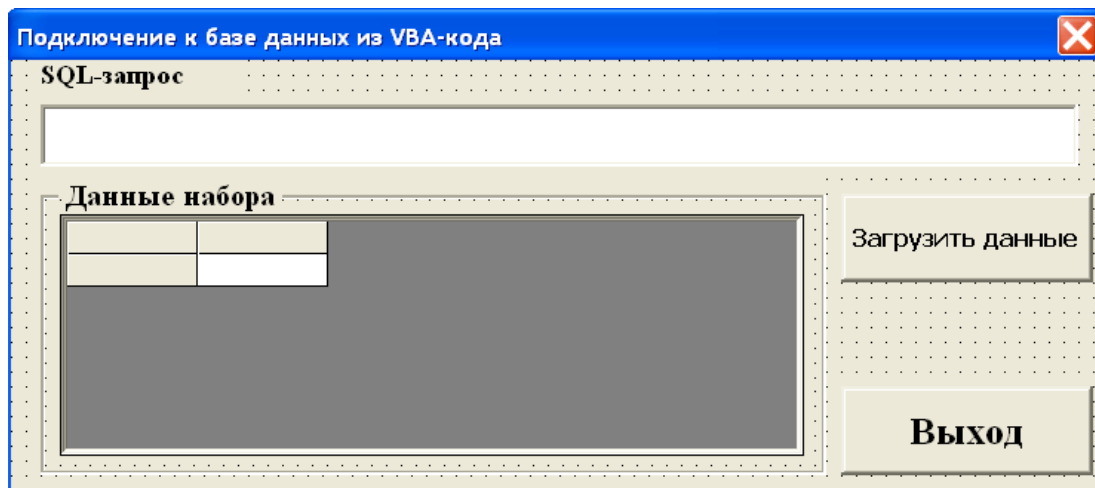 Подключение к базе данных из VBA-кода
SQL-запрос
Данные набора
Загрузить данные
Выход